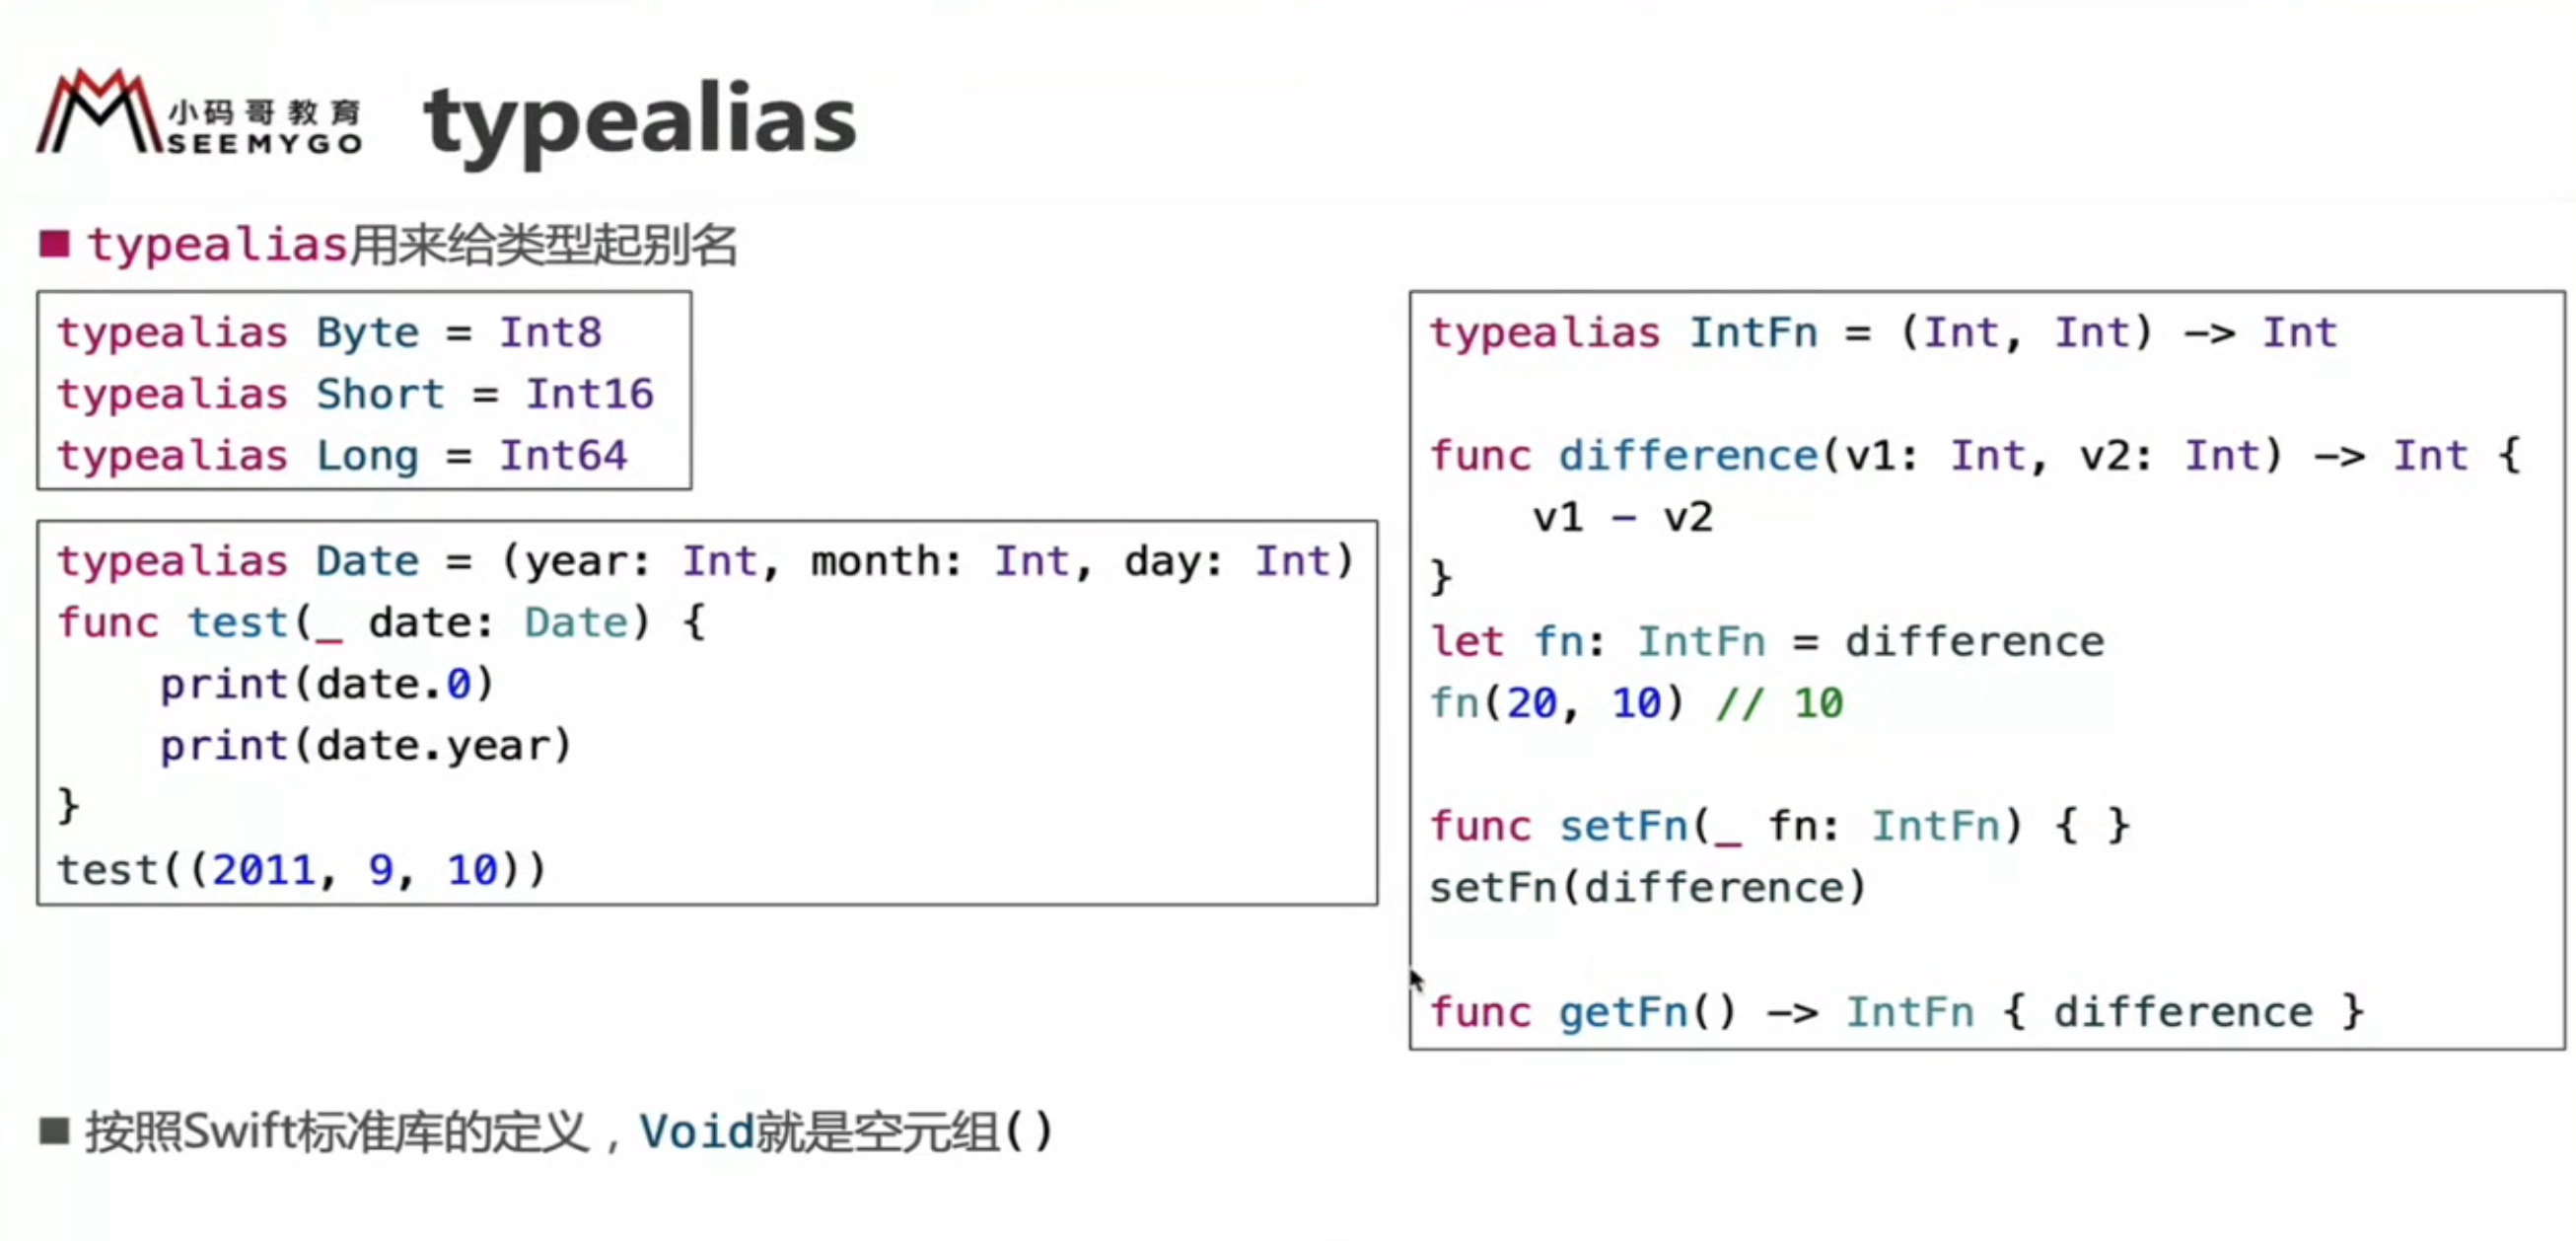 小码哥教育
SEEMYGO
typealias
typealias用来给类型起别名
typealias Byte = Int8
typealias Short = Int16
typealias Long = Int64
typealias Date = (year: Int, month: Int, day: Int)
func test(_ date: Date) {
    print(date.0)
    print(date.year)
}
test((2011, 9, 10))
typealias IntFn = (Int, Int) -> Int
func difference(v1: Int, v2: Int) -> Int {
    v1 - v2
}
let fn: IntFn = difference
fn(20, 10) // 10
func setFn(_ fn: IntFn) { }
setFn(difference)
func getFn() -> IntFn { difference }
按照Swift标准库的定义，Void就是空元组()